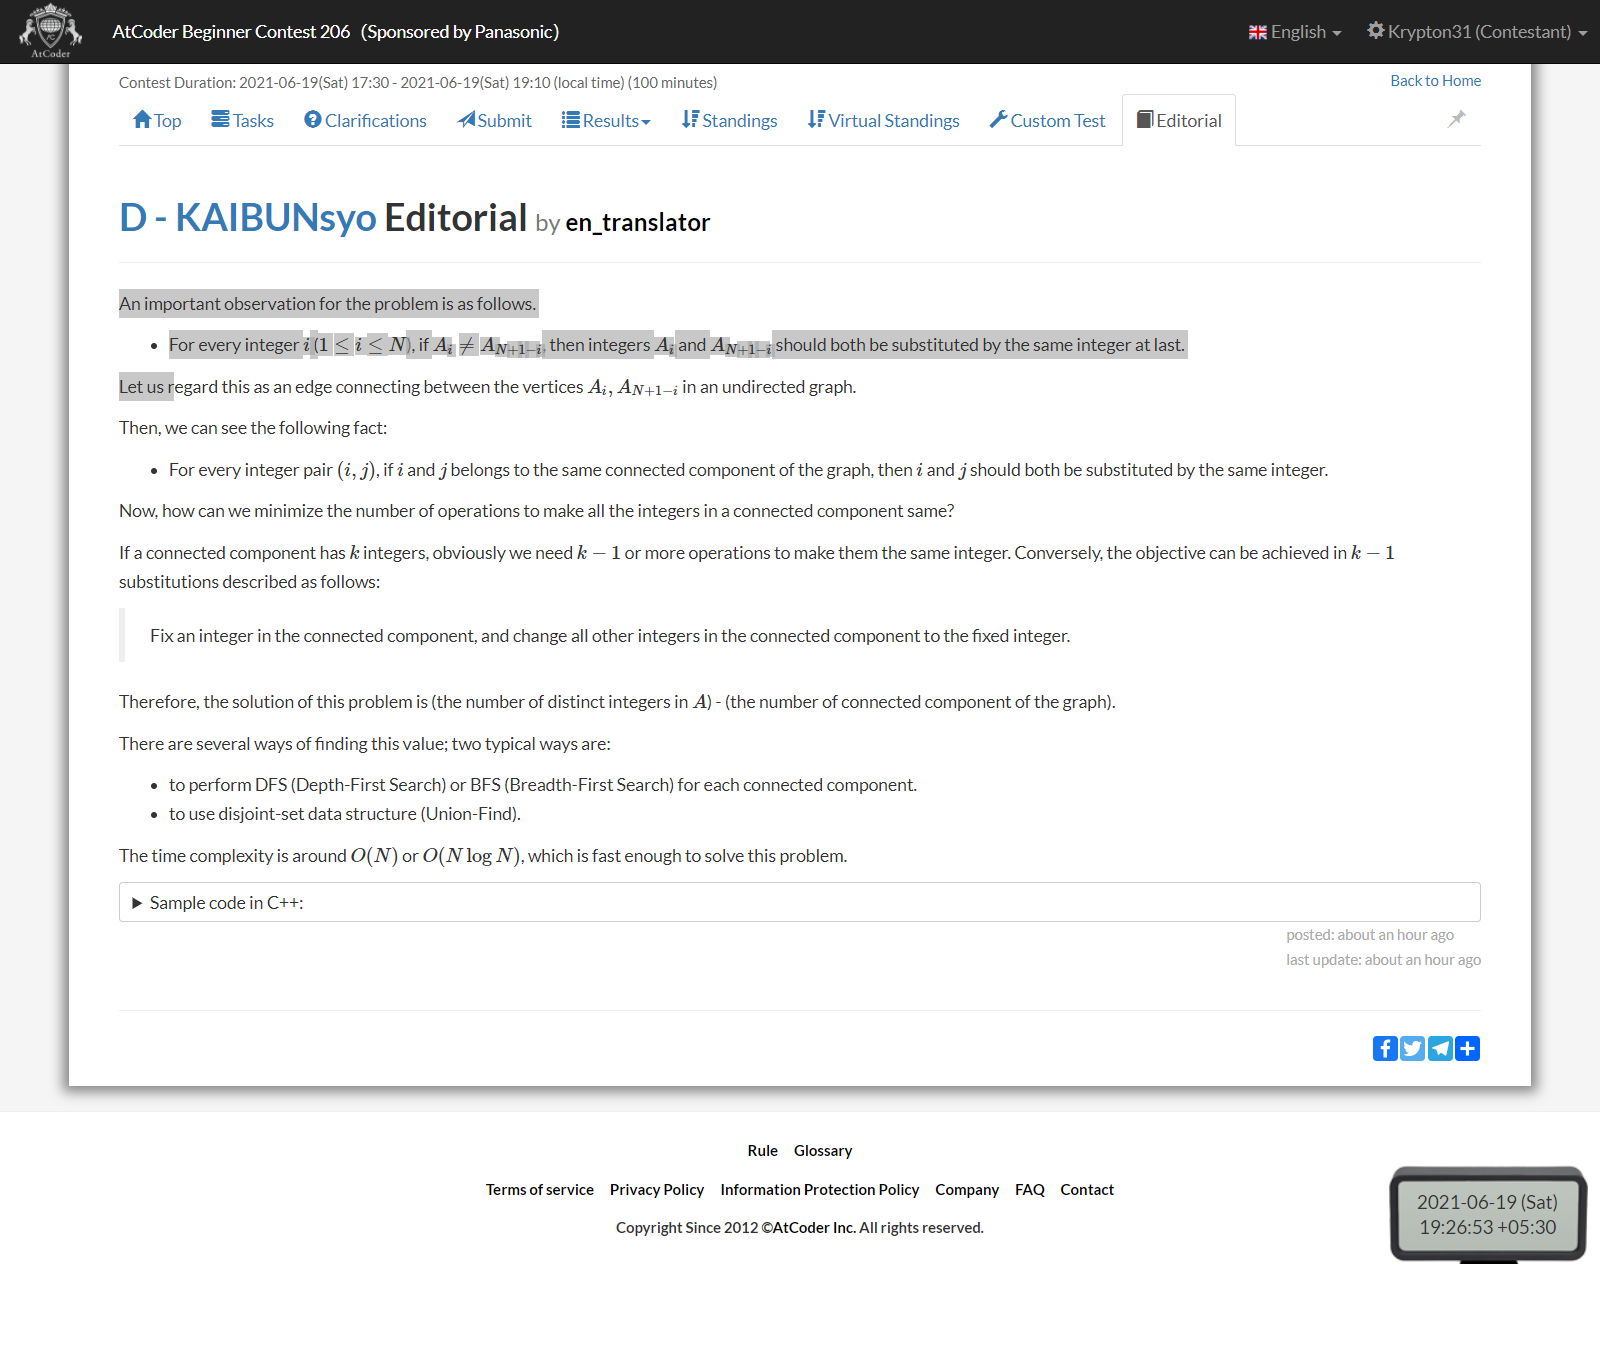 AtCoder
AtCoder Beginner Contest 206 (Sponsored by Panasonic)
English
Krypton31 (Contestant)
Contest Duration: 2021-06-19(Sat) 17:30 - 2021-06-19(Sat) 19:10 (local time) (100 minutes)
Back to Home
Top
Tasks
Clarifications
Submit
Results
Standings
Virtual Standings
Custom Test
Editorial
D - KAIBUNsyo Editorial by en_translator
An important observation for the problem is as follows.
• For every integer i (1 ≤ i ≤ N), if A_i ≠ A_{N+1−i}, then integers A_i and A_{N+1−i} should both be substituted by the same integer at last.
Let us regard this as an edge connecting between the vertices A_i, A_{N+1−i} in an undirected graph.
Then, we can see the following fact:
• For every integer pair (i, j), if i and j belongs to the same connected component of the graph, then i and j should both be substituted by the same integer.
Now, how can we minimize the number of operations to make all the integers in a connected component same?
If a connected component has k integers, obviously we need k − 1 or more operations to make them the same integer. Conversely, the objective can be achieved in k − 1
substitutions described as follows:
Fix an integer in the connected component, and change all other integers in the connected component to the fixed integer.
Therefore, the solution of this problem is (the number of distinct integers in A) - (the number of connected component of the graph).
There are several ways of finding this value; two typical ways are:
• to perform DFS (Depth-First Search) or BFS (Breadth-First Search) for each connected component.
• to use disjoint-set data structure (Union-Find).
The time complexity is around O(N) or O(N log N), which is fast enough to solve this problem.
▶ Sample code in C++:
posted: about an hour ago
last update: about an hour ago
Rule Glossary
Terms of service Privacy Policy Information Protection Policy Company FAQ Contact
Copyright Since 2012 ©AtCoder Inc. All rights reserved.
2021-06-19 (Sat)
19:26:53 +05:30